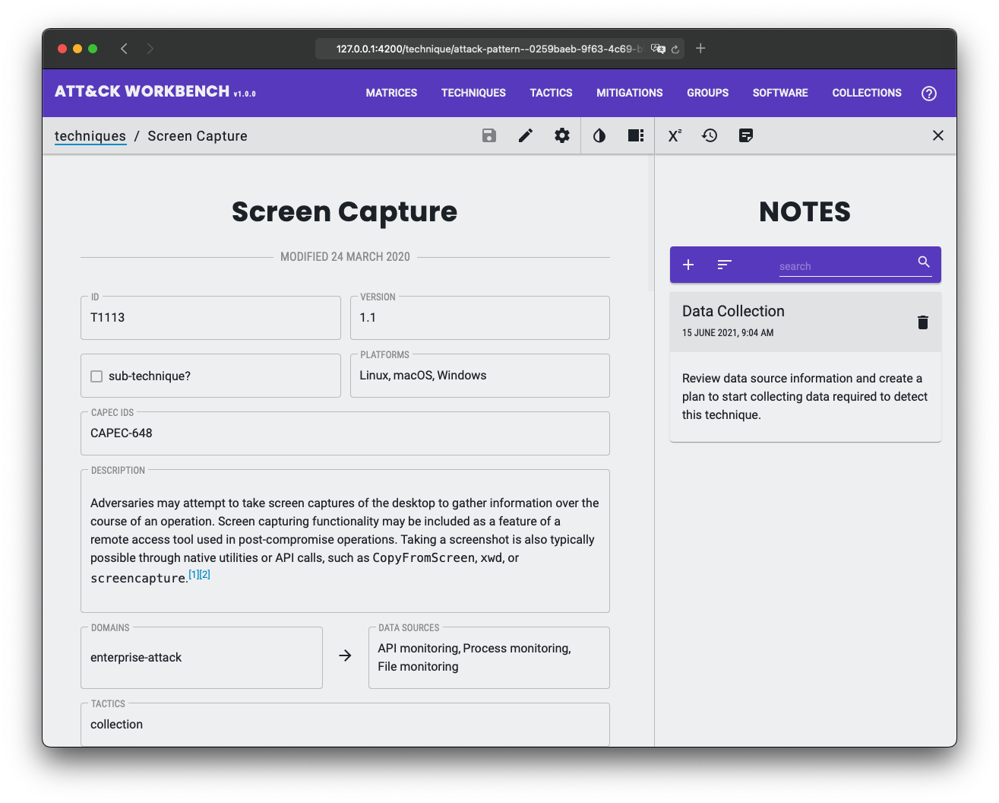 127.0.0.1:4200/technique/attack-pattern--0259baeb-9f63-4c69-b
ATT&CK WORKBENCH v1.0.0
MATRICES TECHNIQUES TACTICS MITIGATIONS GROUPS SOFTWARE COLLECTIONS
techniques / Screen Capture
X²
Screen Capture
MODIFIED 24 MARCH 2020
ID
T1113
VERSION
1.1
sub-technique?
PLATFORMS
Linux, macOS, Windows
CAPEC IDS
CAPEC-648
DESCRIPTION
Adversaries may attempt to take screen captures of the desktop to gather information over the
course of an operation. Screen capturing functionality may be included as a feature of a
remote access tool used in post-compromise operations. Taking a screenshot is also typically
possible through native utilities or API calls, such as CopyFromScreen, xwd, or
screencapture.[1][2]
DOMAINS
enterprise-attack
DATA SOURCES
API monitoring, Process monitoring,
File monitoring
TACTICS
collection
NOTES
search
Data Collection
15 JUNE 2021, 9:04 AM
Review data source information and create a
plan to start collecting data required to detect
this technique.